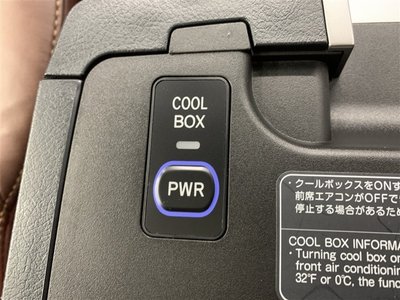 COOL
BOX
PWR
・クールボックスをONす
前席エアコンがOFFで
停止する場合があるため
COOL BOX INFORMA
・Turning cool box on
front air conditionin
32°F or 0℃, the func